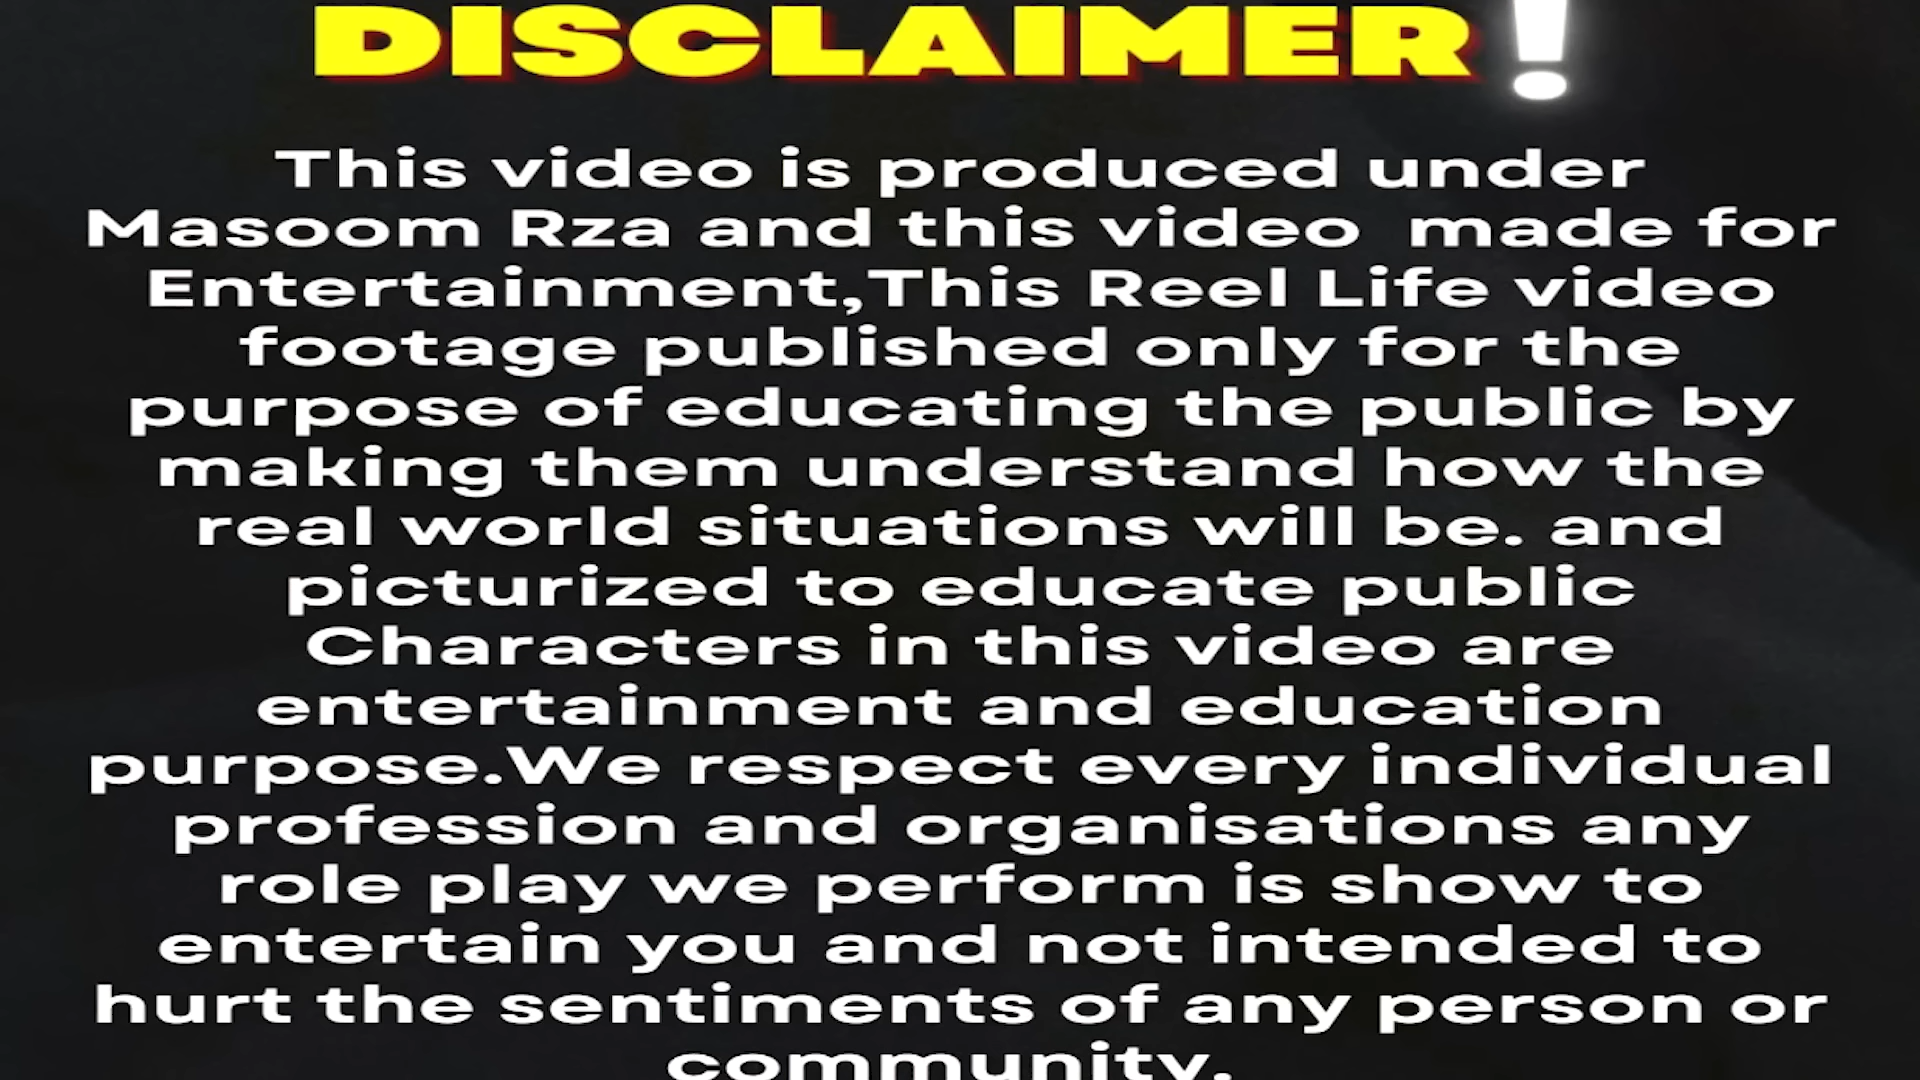 DISCLAIMER!
This video is produced under
Masoom Rza and this video  made for
Entertainment,This Reel Life video
footage published only for the
purpose of educating the public by
making them understand how the
real world situations will be. and
picturized to educate public
Characters in this video are
entertainment and education
purpose.We respect every individual
profession and organisations any
role play we perform is show to
entertain you and not intended to
hurt the sentiments of any person or
community.